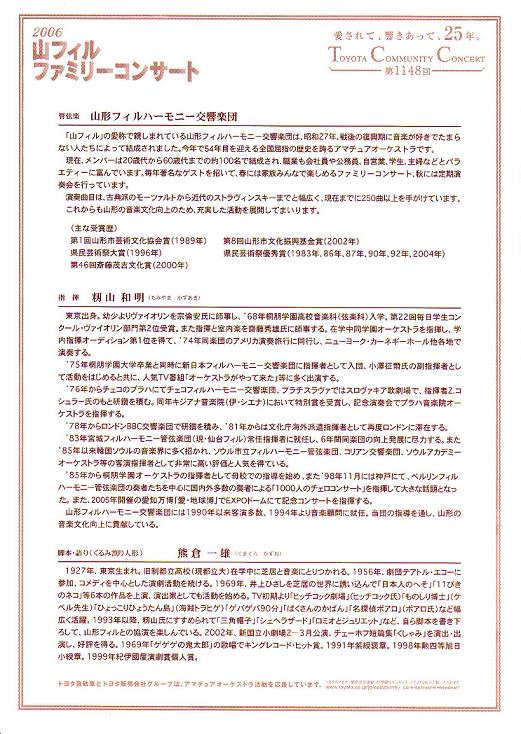 2006
山フィル
ファミリーコンサート
愛されて、響きあって、25年。
TOYOTA COMMUNITY CONCERT
第1148回
管弦楽 山形フィルハーモニー交響楽団
「山フィル」の愛称で親しまれている山形フィルハーモニー交響楽団は、昭和27年、戦後の復興期に音楽が好きでたまら
ない人たちによって結成されました。今年で54年目を迎える全国屈指の歴史を誇るアマチュアオーケストラです。
現在、メンバーは20歳代から60歳代までの約100名で結成され、職業も会社員や公務員、自営業、学生、主婦などとバラ
エティーに富んでいます。毎年著名なゲストを招いて、春には家族みんなで楽しめるファミリーコンサート、秋には定期演
奏会を行っています。
演奏曲目は、古典派のモーツァルトから近代のストラヴィンスキーまでと幅広く、現在までに250曲以上を手がけています。
これからも山形の音楽文化向上のため、充実した活動を展開してまいります。
〈主な受賞歴〉
第1回山形市芸術文化協会賞（1989年） 第8回山形市文化振興基金賞（2002年）
県民芸術祭大賞（1996年） 県民芸術祭優秀賞（1983年、86年、87年、90年、92年、2004年）
第46回斎藤茂吉文化賞（2000年）
指揮 籾山 和明（もみやま かずあき）
東京出身。幼少よりヴァイオリンを宗倫安氏に師事し、'68年桐朋学園高校音楽科（弦楽科）入学。第22回毎日学生コン
クール・ヴァイオリン部門第2位受賞。また指揮と室内楽を齋藤秀雄氏に師事する。在学中同学園オーケストラを指揮し、学
内指揮オーディション第1位を得て、'74年同楽団のアメリカ演奏旅行に同行し、ニューヨーク・カーネギーホール他各地で
演奏する。
'75年桐朋学園大学卒業と同時に新日本フィルハーモニー交響楽団に指揮者として入団、小澤征爾氏の副指揮者とし
て活動をはじめると共に、人気TV番組「オーケストラがやって来た」等に多く出演する。
'76年からチェコのプラハにてチェコフィルハーモニー交響楽団、ブラチスラヴァではスロヴァキア歌劇場で、指揮者Z.コ
シュラー氏のもと研鑽を積む。同年キジアナ音楽院（伊・シエナ）において特別賞を受賞し、記念演奏会でプラハ音楽院オー
ケストラを指揮する。
'78年からロンドンBBC交響楽団で研鑽を積み、'81年からは文化庁海外派遣指揮者として再度ロンドンに滞在する。
'83年宮城フィルハーモニー管弦楽団（現・仙台フィル）常任指揮者に就任し、6年間同楽団の向上発展に尽力する。また
'85年以来韓国ソウルの音楽界に多く招かれ、ソウル市立フィルハーモニー管弦楽団、コリアン交響楽団、ソウルアカデミー
オーケストラ等の客演指揮者として非常に高い評価と人気を得ている。
'85年から桐朋学園オーケストラの指揮者として母校での指導を始め、また'98年11月には神戸にて、ベルリンフィル
ハーモニー管弦楽団の奏者たちを中心に国内外多数の奏者による「1000人のチェロコンサート」を指揮して大きな話題となっ
た。また、2005年開催の愛知万博「愛・地球博」でEXPOドームにて記念コンサートを指揮する。
山形フィルハーモニー交響楽団には1990年以来客演多数、1994年より音楽顧問に就任。当団の指導を通し、山形の
音楽文化向上に貢献している。
脚本・語り（くるみ割り人形） 熊倉 一雄（くまくら かずお）
1927年、東京生まれ。旧制都立高校（現都立大）在学中に芝居と音楽にとりつかれる。1956年、劇団テアトル・エコーに
参加、コメディを中心とした演劇活動を続ける。1969年、井上ひさしを芝居の世界に誘い込んで「日本人のへそ」「11ぴき
のネコ」等6本の作品を上演、演出家としても活動を始める。TV初期より「ヒッチコック劇場」（ヒッチコック氏）「ものしり博士」（ケ
ペル先生）「ひょっこりひょうたん島」（海賊トラヒゲ）「ゲバゲバ90分」「ばくさんのかばん」「名探偵ポアロ」（ポアロ氏）など幅
広く活躍。1993年以降、籾山氏にすすめられて「三角帽子」「シェヘラザード」「ロミオとジュリエット」など、自ら脚本を書き下
ろして、山形フィルとの協演を楽しんでいる。2002年、新国立小劇場2－3月公演、チェーホフ短篇集「くしゃみ」を演出・出
演し、好評を得る。1969年「ゲゲゲの鬼太郎」の歌唱でキングレコード・ヒット賞。1991年紫綬褒章。1998年勲四等旭日
小綬章。1999年紀伊國屋演劇賞個人賞。
トヨタ自動車とトヨタ販売会社グループは、アマチュアオーケストラ活動を応援しています。